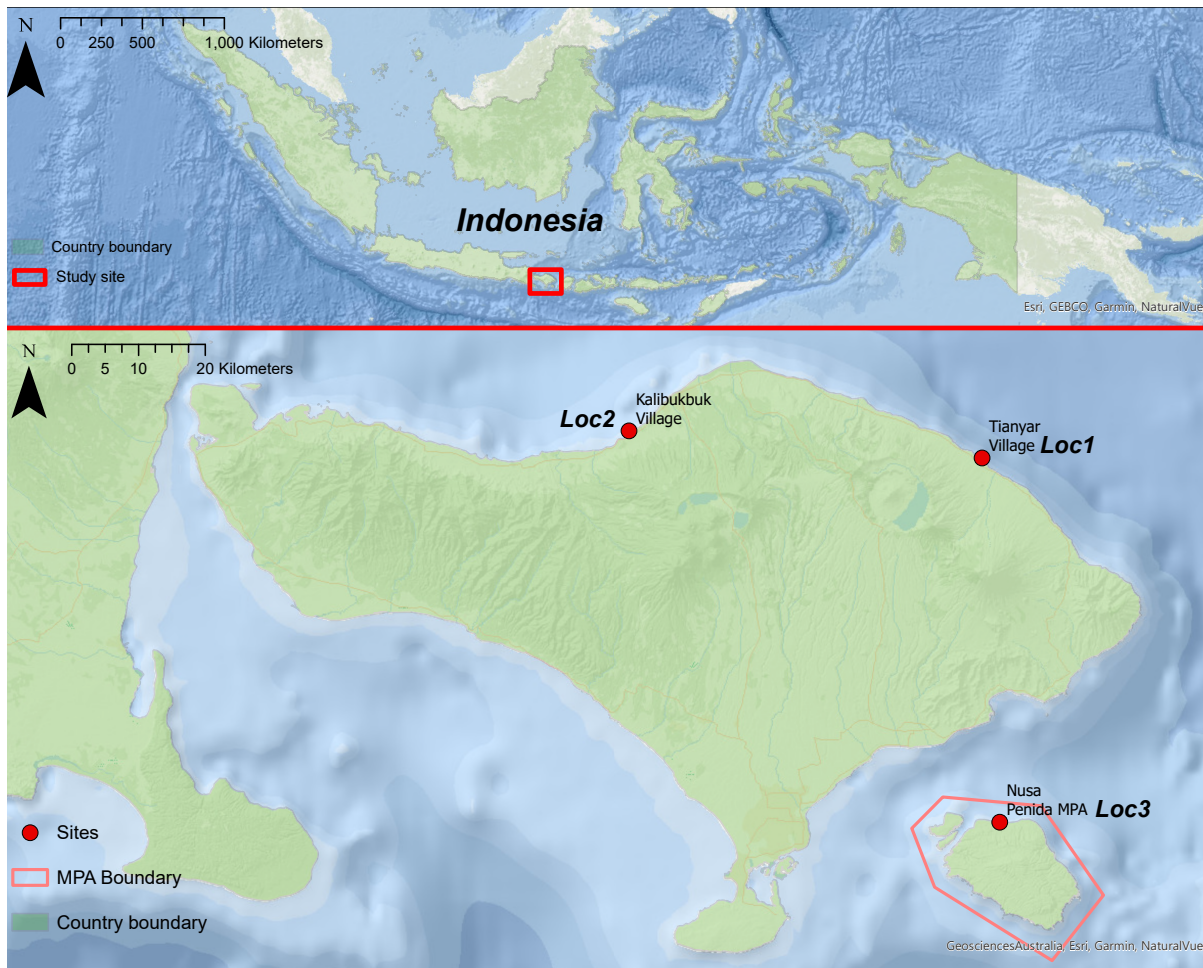 N
0 250 500 1,000 Kilometers
Indonesia
Country boundary
Study site
Esri, GEBCO, Garmin, NaturalVue
N
0 5 10 20 Kilometers
Kalibukbuk
Loc2 Village
Tianyar
Village Loc1
Nusa
Penida MPA Loc3
Sites
MPA Boundary
Country boundary
GeosciencesAustralia, Esri, Garmin, NaturalVue